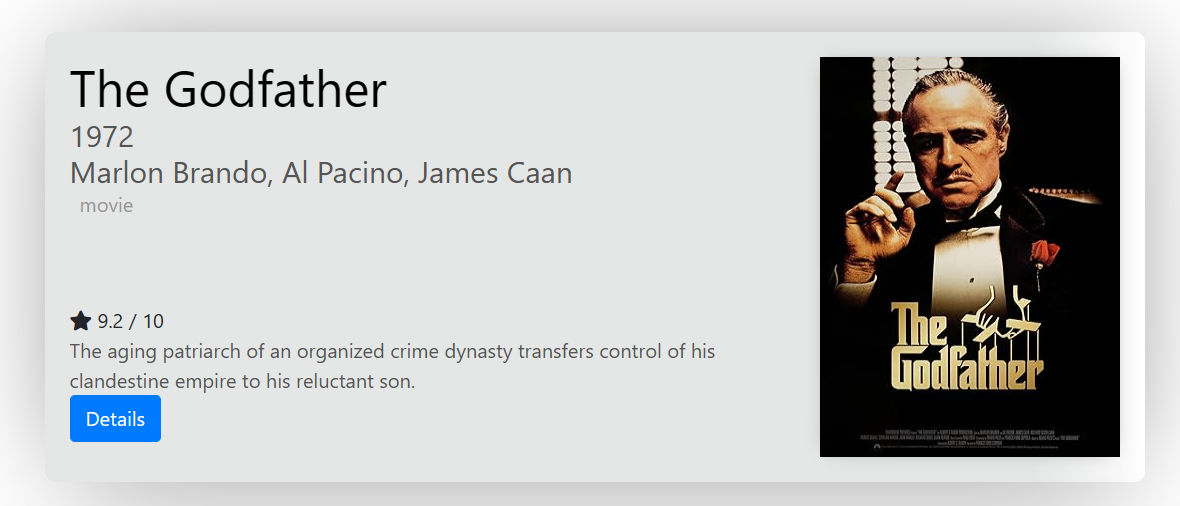 The Godfather
1972
Marlon Brando, Al Pacino, James Caan
movie
9.2 / 10
The aging patriarch of an organized crime dynasty transfers control of his
clandestine empire to his reluctant son.
Details
The
Godfather